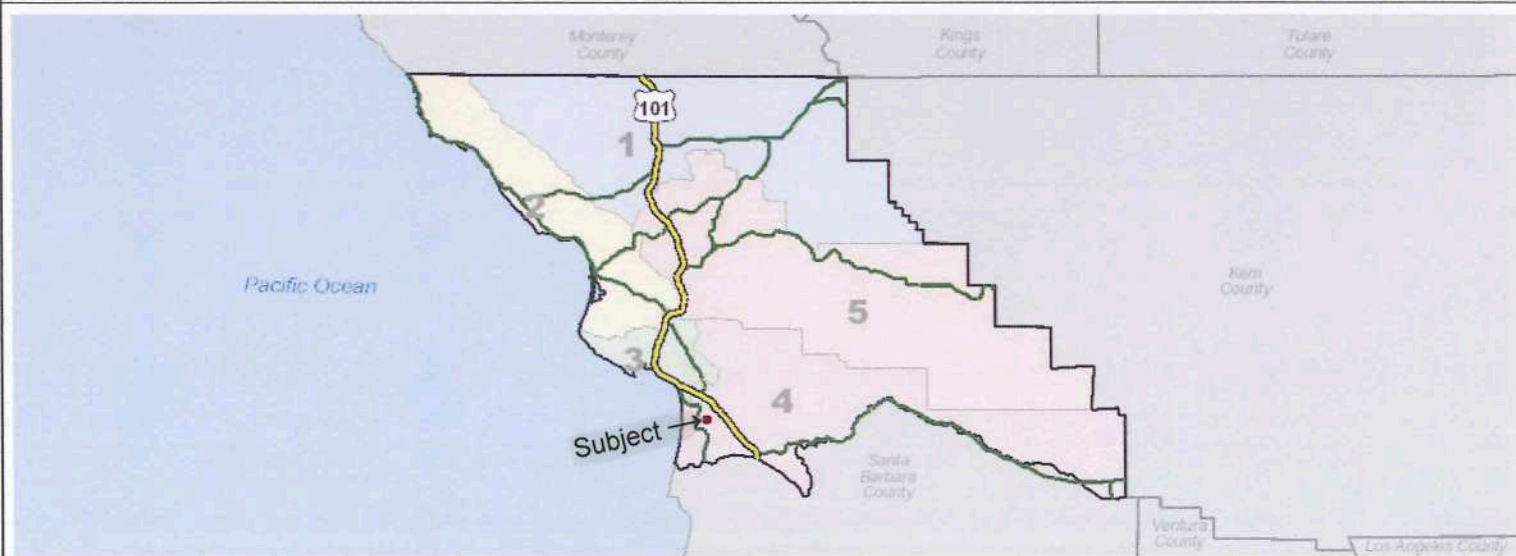 Monterey
County
Kings
County
Tulare
County
101
1
2
Pacific Ocean
Kern
County
5
3
4
Subject
Santa
Barbara
County
Ventura
County
Los Angeles County